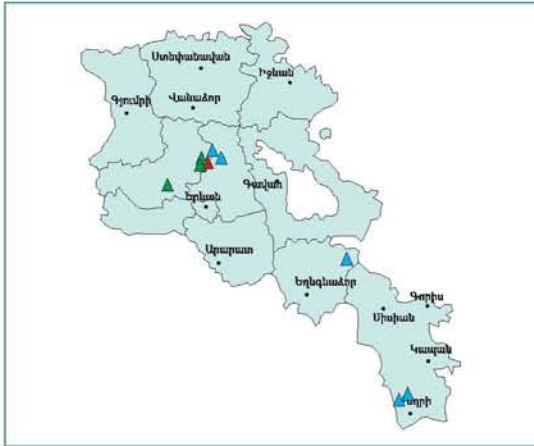 Ստեփանավան
Իջևան
Գյումրի
Վանաձոր
Գավառ
Երևան
Արարատ
Եղեգնաձոր
Գորիս
Սիսիան
Կապան